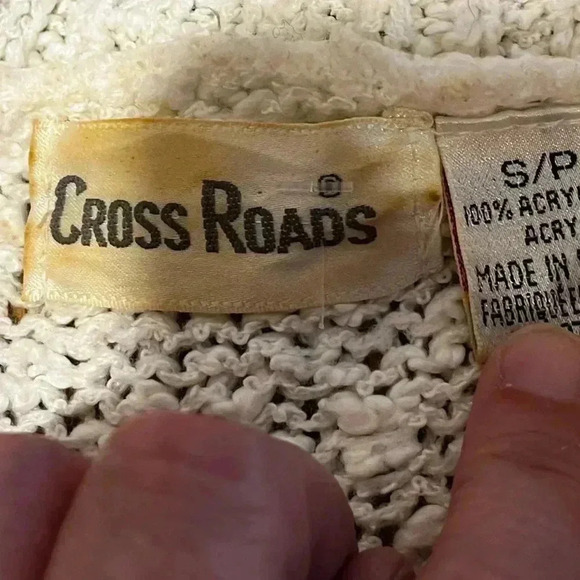 CROSS ROADS
S/P
100% ACRY
ACRY
MADE IN
FABRIQUE